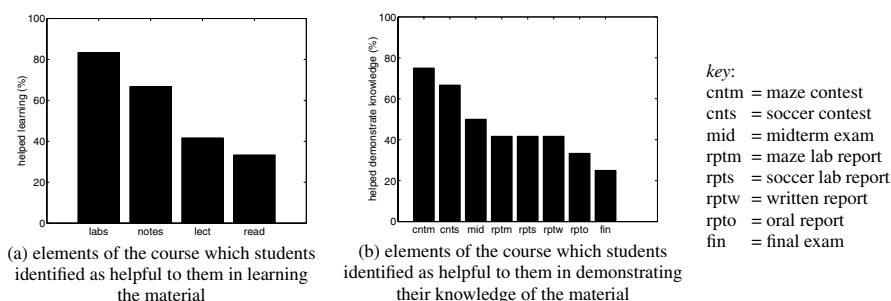 100
80
60
40
20
0
helped learning (%)
labs notes lect read
(a) elements of the course which students
identified as helpful to them in learning
the material
100
80
60
40
20
0
helped demonstrate knowledge (%)
cntm cnts mid rptm rpts rptw rpto fin
(b) elements of the course which students
identified as helpful to them in demonstrating
their knowledge of the material
key:
cntm = maze contest
cnts = soccer contest
mid = midterm exam
rptm = maze lab report
rpts = soccer lab report
rptw = written report
rpto = oral report
fin = final exam